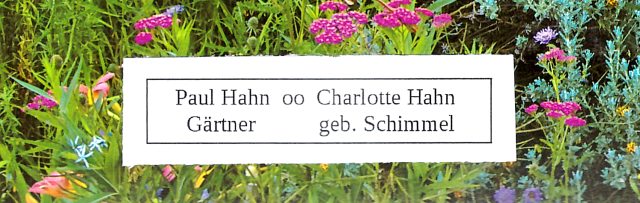 Paul Hahn oo Charlotte Hahn
Gärtner geb. Schimmel